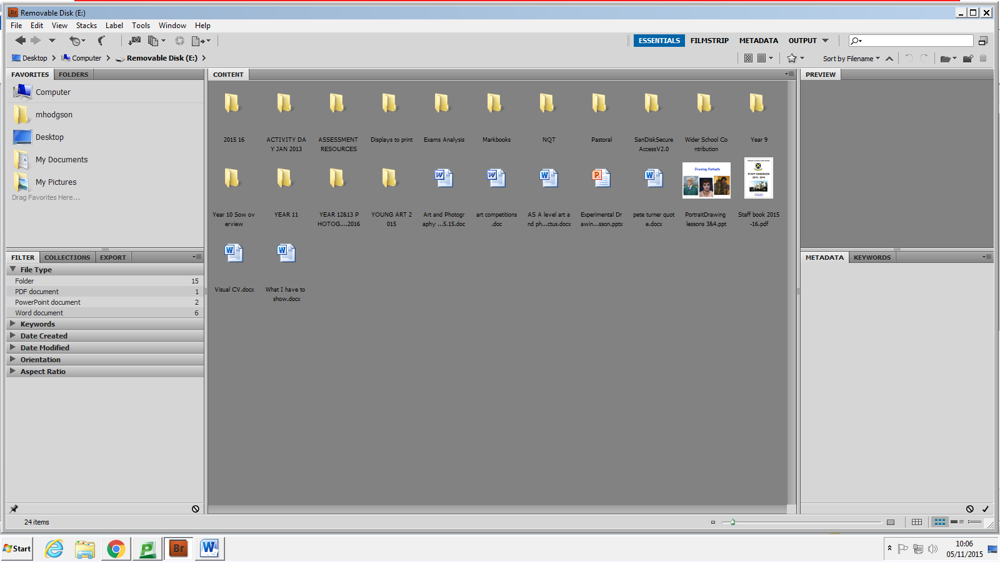 Br Removable Disk (E:)
File Edit View Stacks Label Tools Window Help
ESSENTIALS FILMSTRIP METADATA OUTPUT
Desktop Computer Removable Disk (E:)
Sort by Filename
FAVORITES FOLDERS
Computer
mhodgson
Desktop
My Documents
My Pictures
Drag Favorites Here...
FILTER COLLECTIONS EXPORT
File Type
Folder 15
PDF document 1
PowerPoint document 2
Word document 6
Keywords
Date Created
Date Modified
Orientation
Aspect Ratio
CONTENT
2015 16
ACTIVITY DA
Y JAN 2013
ASSESSMENT
RESOURCES
Displays to print
Exams Analysis
Markbooks
NQT
Pastoral
SanDiskSecure
AccessV2.0
Wider School Co
ntribution
Year 9
Drawing Portraits
STAFF HANDBOOK
2015 - 2016
Year 10 Sow ov
erview
YEAR 11
YEAR 12&13 P
HOTOG....2016
YOUNG ART 2
015
Art and Photogr
aphy ...5.15.doc
art competitions
.doc
AS A level art a
nd ph...ctus.docx
Experimental Dr
awin...sson.pptx
pete turner quot
e.docx
PortraitDrawing
lessons 3&4.ppt
Staff book 2015
-16.pdf
Visual CV.docx
What I have to
show.docx
PREVIEW
METADATA KEYWORDS
24 items
Start
Br
10:06
05/11/2015